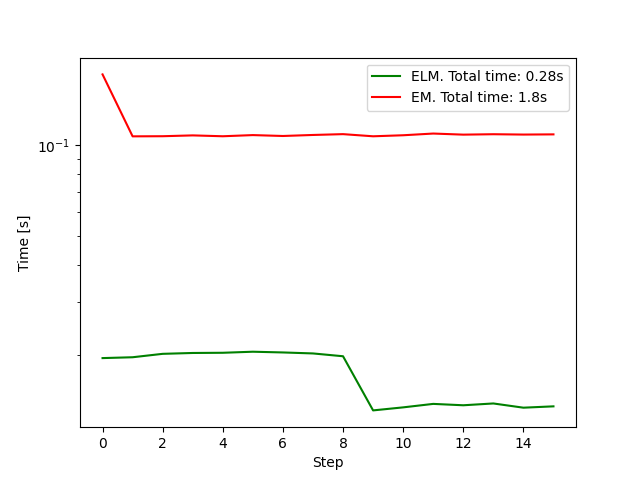 ELM. Total time: 0.28s
EM. Total time: 1.8s
10⁻¹
Time [s]
0 2 4 6 8 10 12 14
Step